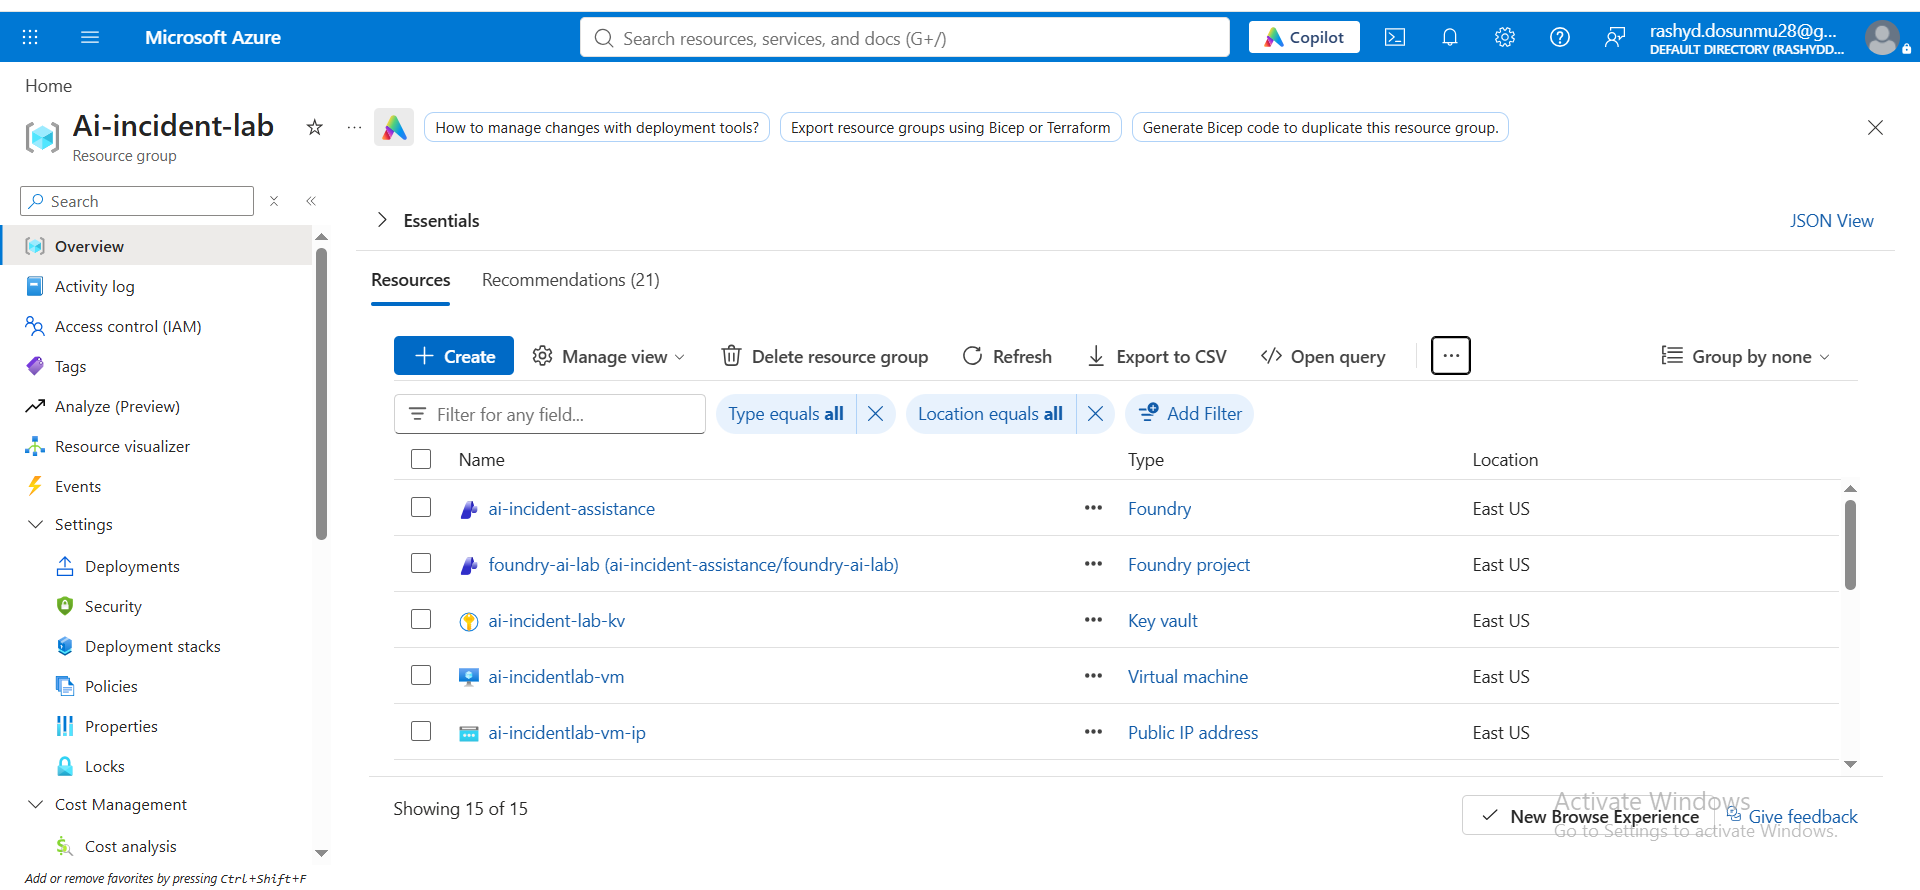 Microsoft Azure
Search resources, services, and docs (G+/)
Copilot
rashyd.dosunmu28@g...
DEFAULT DIRECTORY (RASHYDD...
Home
Ai-incident-lab
Resource group
How to manage changes with deployment tools?
Export resource groups using Bicep or Terraform
Generate Bicep code to duplicate this resource group.
Search
Overview
Activity log
Access control (IAM)
Tags
Analyze (Preview)
Resource visualizer
Events
Settings
Deployments
Security
Deployment stacks
Policies
Properties
Locks
Cost Management
Cost analysis
Add or remove favorites by pressing Ctrl+Shift+F
Essentials
JSON View
Resources
Recommendations (21)
Create
Manage view
Delete resource group
Refresh
Export to CSV
Open query
Group by none
Filter for any field...
Type equals all
Location equals all
Add Filter
Name Type Location
ai-incident-assistance Foundry East US
foundry-ai-lab (ai-incident-assistance/foundry-ai-lab) Foundry project East US
ai-incident-lab-kv Key vault East US
ai-incidentlab-vm Virtual machine East US
ai-incidentlab-vm-ip Public IP address East US
Showing 15 of 15
New Browse Experience
Give feedback
Activate Windows
Go to Settings to activate Windows.